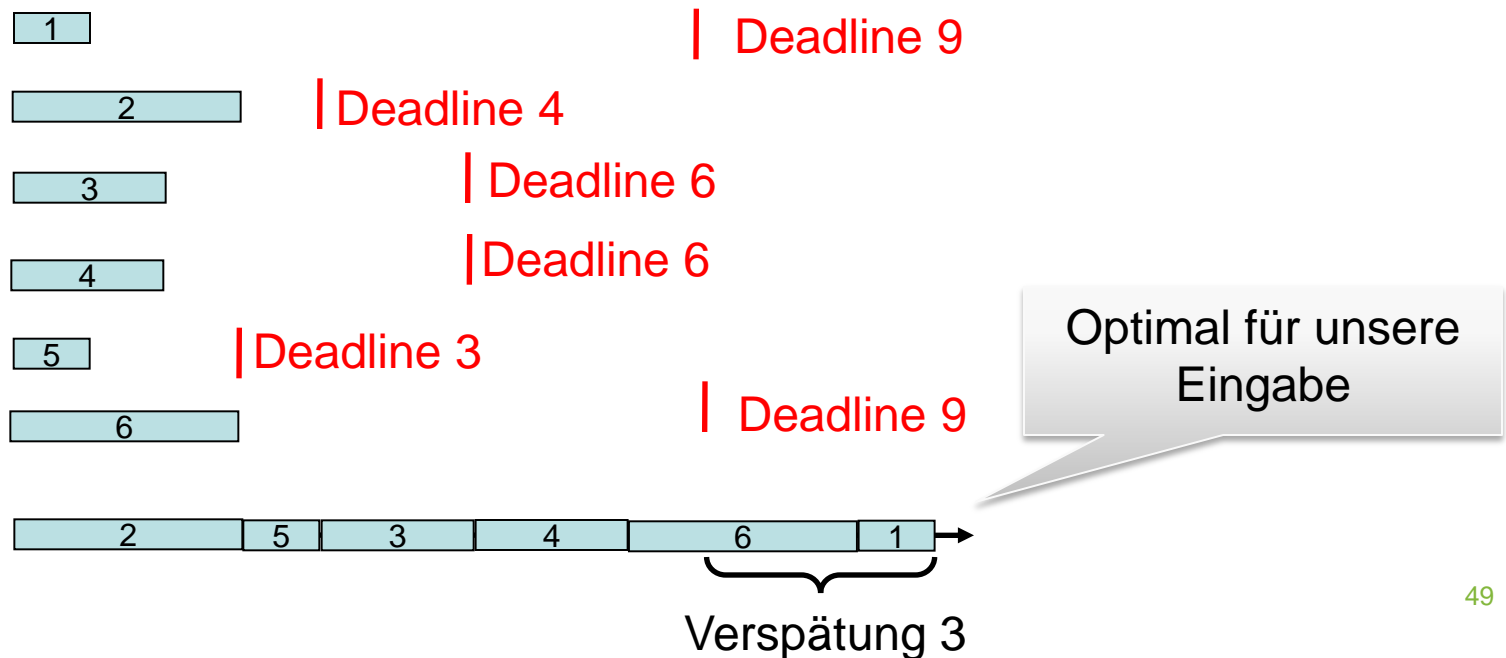 1
Deadline 9
2
Deadline 4
3
Deadline 6
4
Deadline 6
5
Deadline 3
6
Deadline 9
Optimal für unsere
Eingabe
2 5 3 4 6 1
Verspätung 3
49